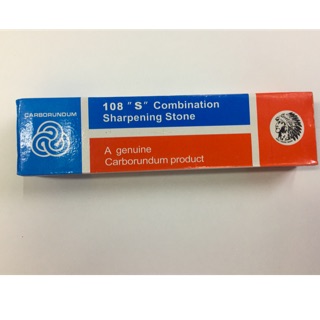 CARBORUNDUM
108 "S" Combination
Sharpening Stone
A genuine
Carborundum product